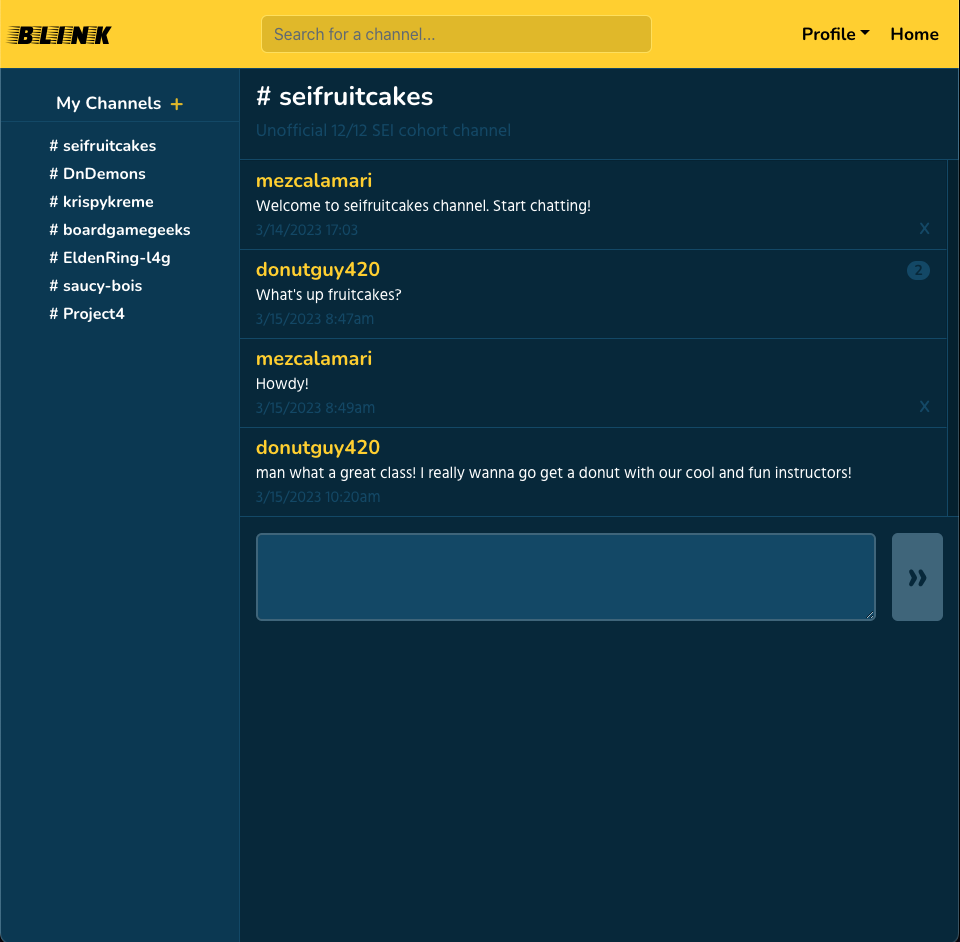 BLINK
Search for a channel...
Profile
Home
My Channels +
# seifruitcakes
# DnDemons
# krispykreme
# boardgamegeeks
# EldenRing-l4g
# saucy-bois
# Project4
# seifruitcakes
Unofficial 12/12 SEI cohort channel
mezcalamari
Welcome to seifruitcakes channel. Start chatting!
3/14/2023 17:03
X
donutguy420
2
What's up fruitcakes?
3/15/2023 8:47am
mezcalamari
Howdy!
3/15/2023 8:49am
X
donutguy420
man what a great class! I really wanna go get a donut with our cool and fun instructors!
3/15/2023 10:20am
»